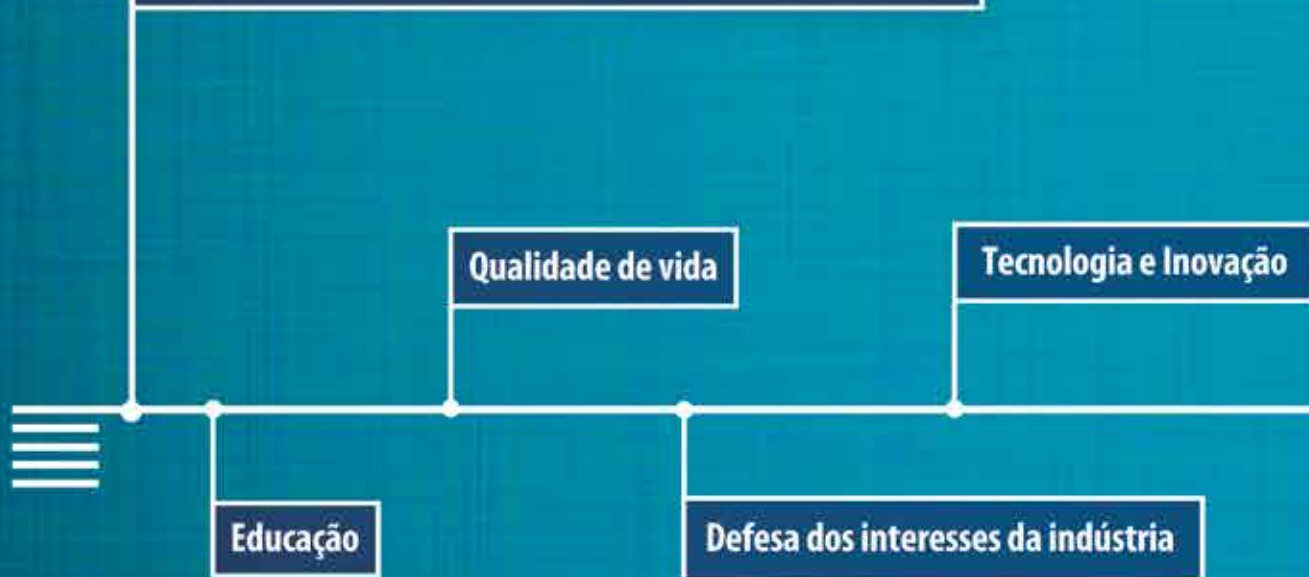 Qualidade de vida
Tecnologia e Inovação
Educação
Defesa dos interesses da indústria